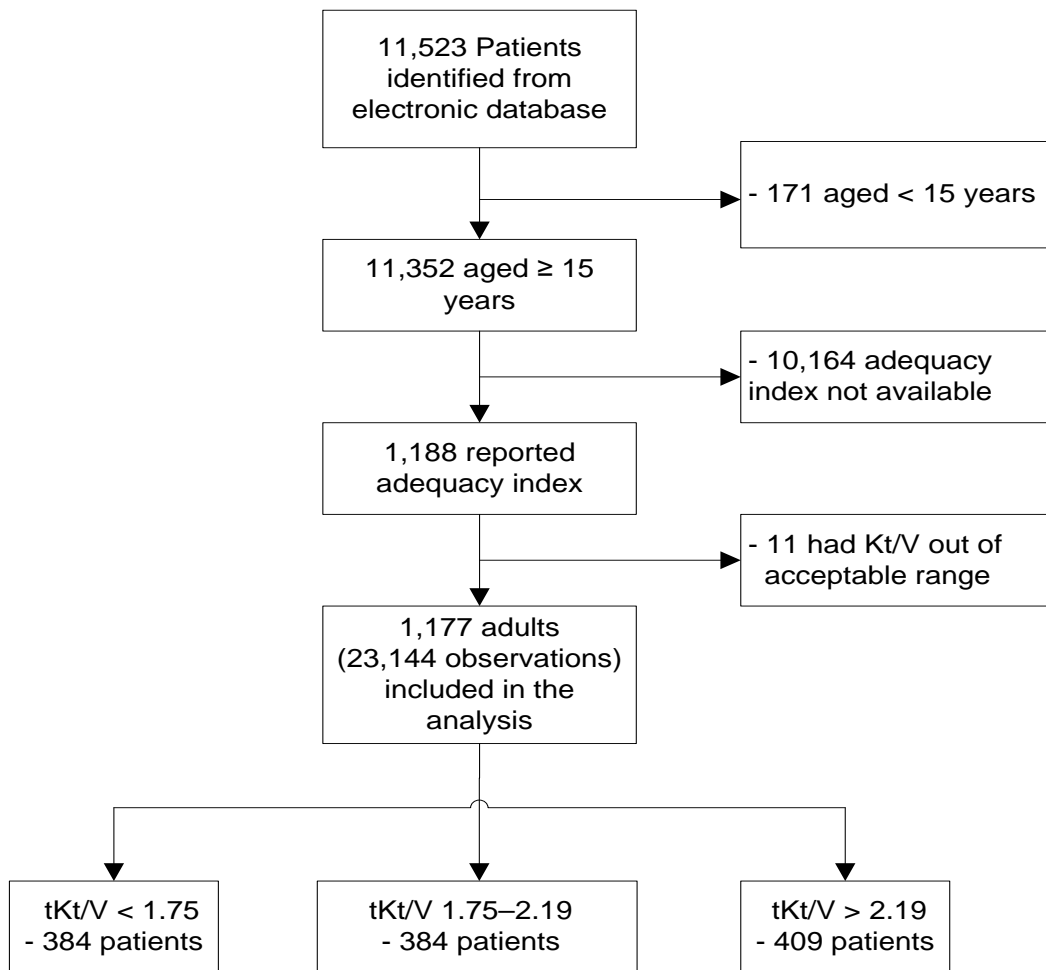 11,523 Patients
identified from
electronic database
- 171 aged < 15 years
11,352 aged ≥ 15
years
- 10,164 adequacy
index not available
1,188 reported
adequacy index
- 11 had Kt/V out of
acceptable range
1,177 adults
(23,144 observations)
included in the
analysis
tKt/V < 1.75
- 384 patients
tKt/V 1.75–2.19
- 384 patients
tKt/V > 2.19
- 409 patients